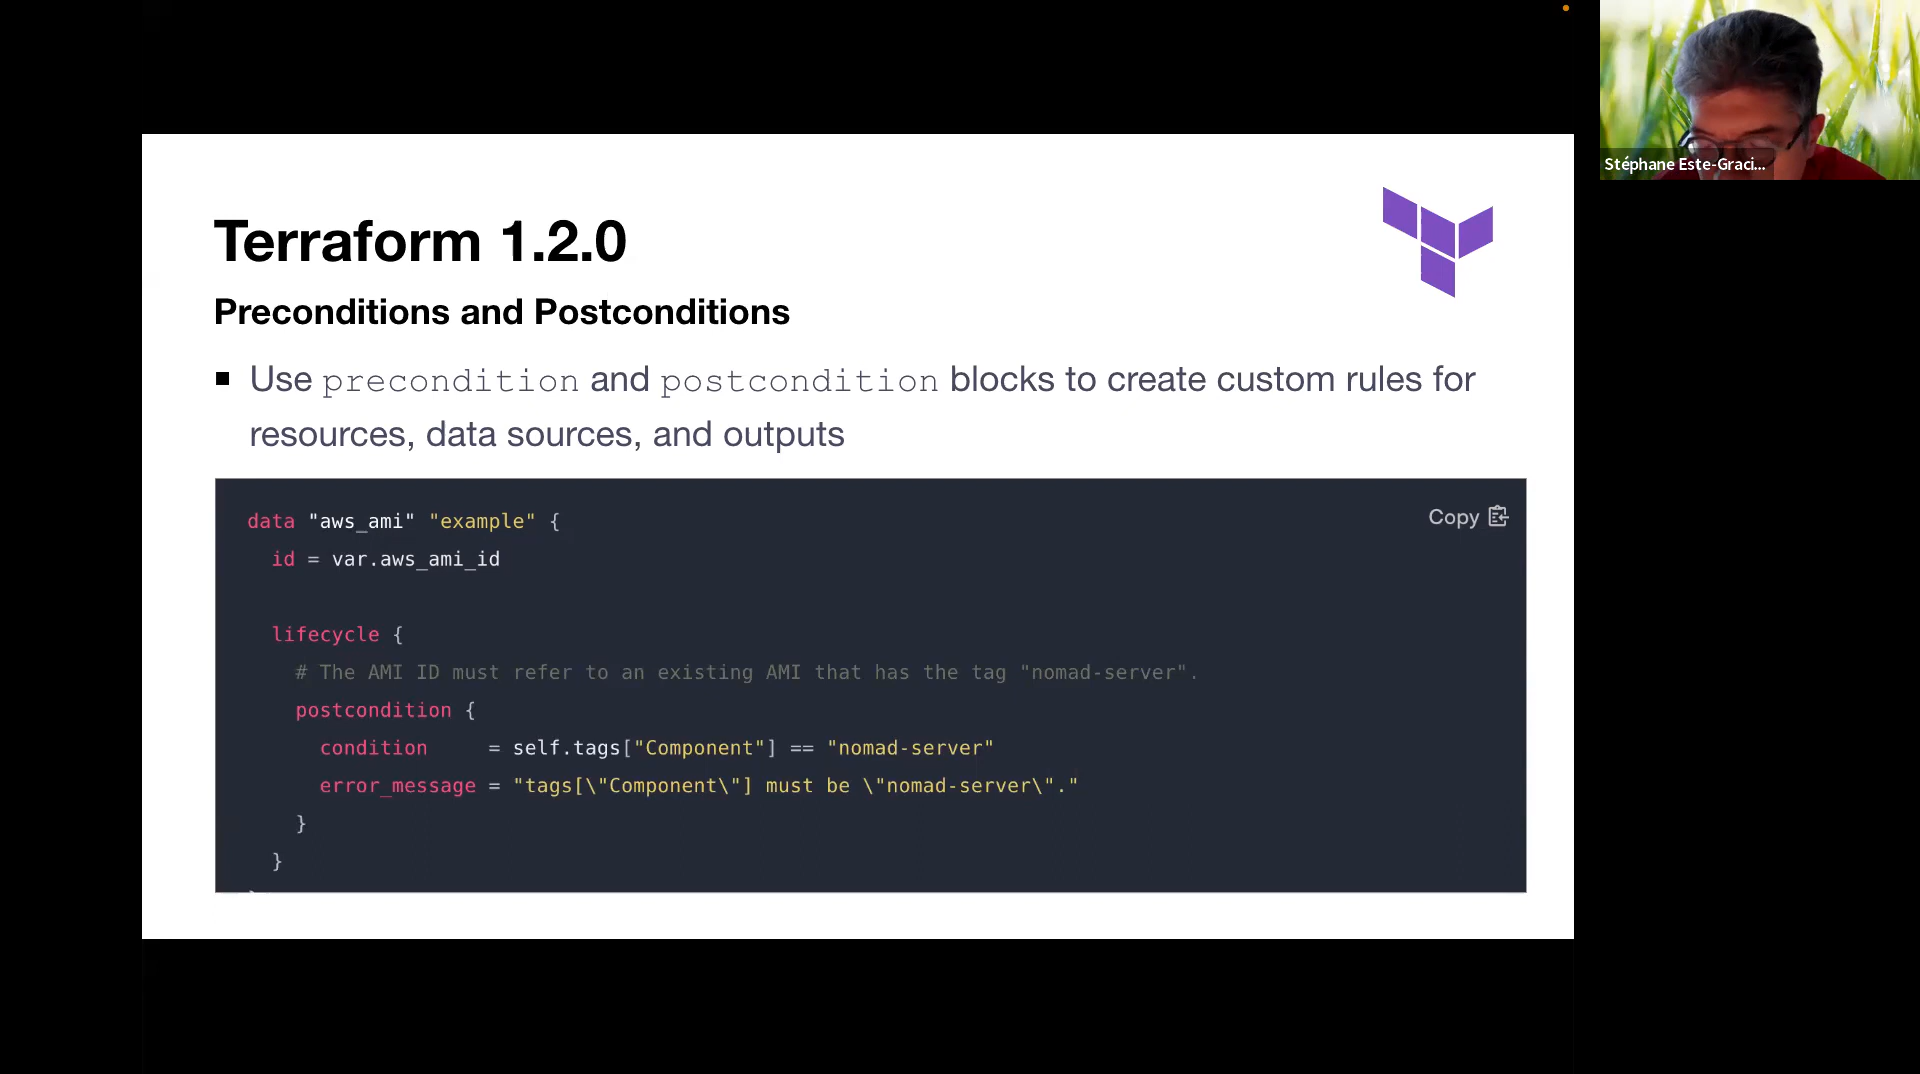 Stéphane Este-Graci...
Terraform 1.2.0
Preconditions and Postconditions
Use precondition and postcondition blocks to create custom rules for
resources, data sources, and outputs
Copy
data "aws_ami" "example" {
  id = var.aws_ami_id

  lifecycle {
    # The AMI ID must refer to an existing AMI that has the tag "nomad-server".
    postcondition {
      condition     = self.tags["Component"] == "nomad-server"
      error_message = "tags[\"Component\"] must be \"nomad-server\"."
    }
  }